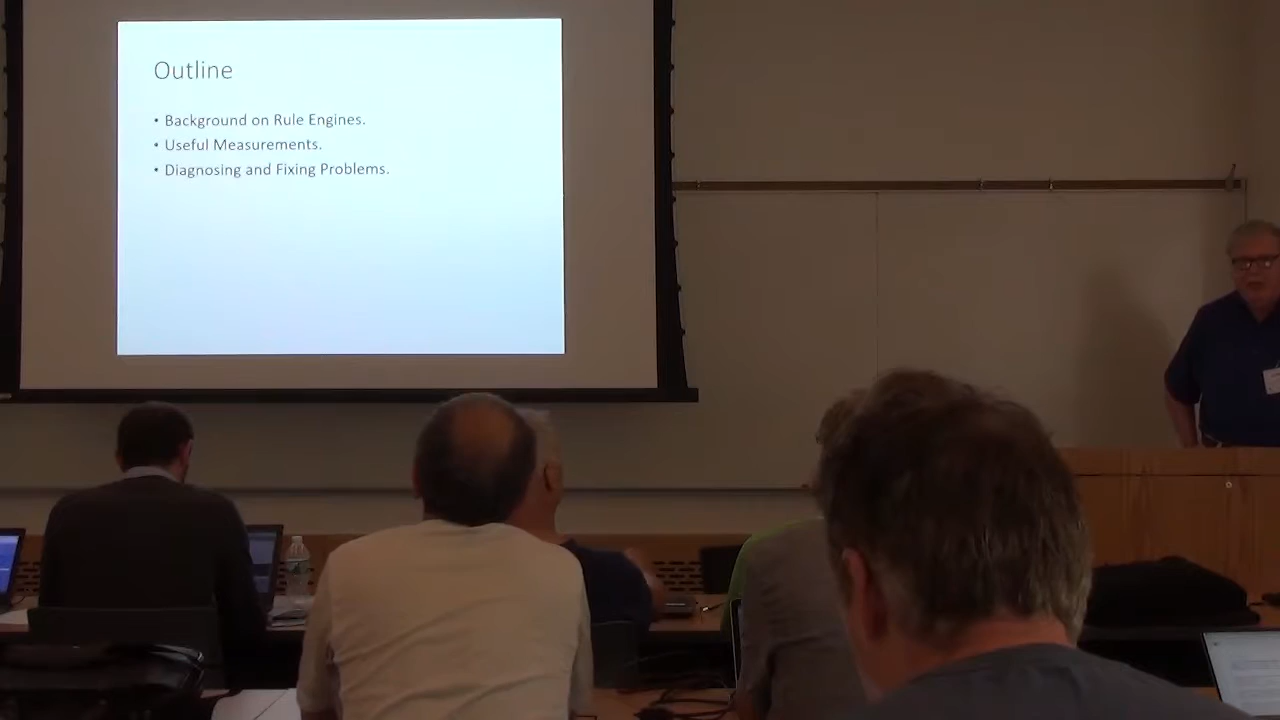 Outline
• Background on Rule Engines.
• Useful Measurements.
• Diagnosing and Fixing Problems.